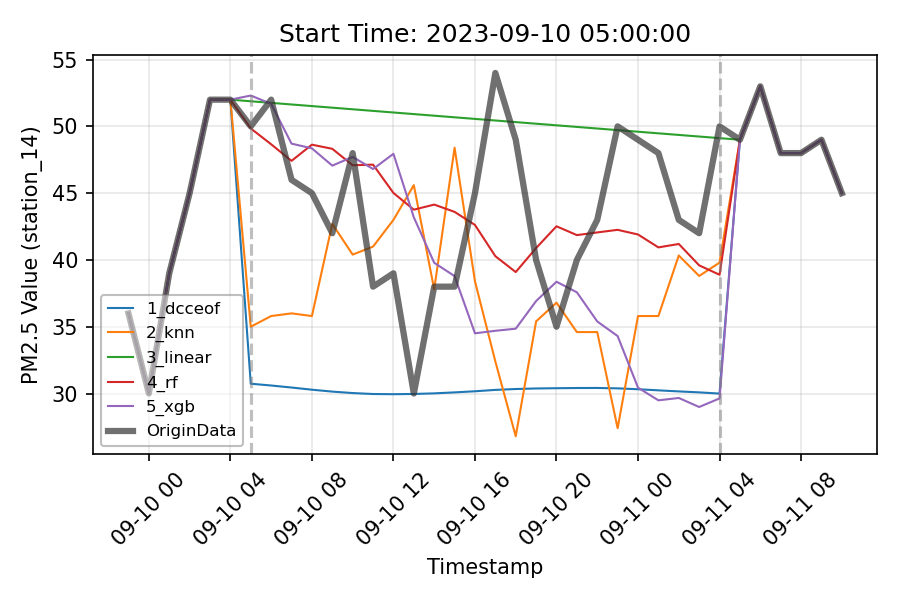 Start Time: 2023-09-10 05:00:00
PM2.5 Value (station_14)
55
50
45
40
35
30
1_dcceof
2_knn
3_linear
4_rf
5_xgb
OriginData
09-10 00
09-10 04
09-10 08
09-10 12
09-10 16
09-10 20
09-11 00
09-11 04
09-11 08
Timestamp